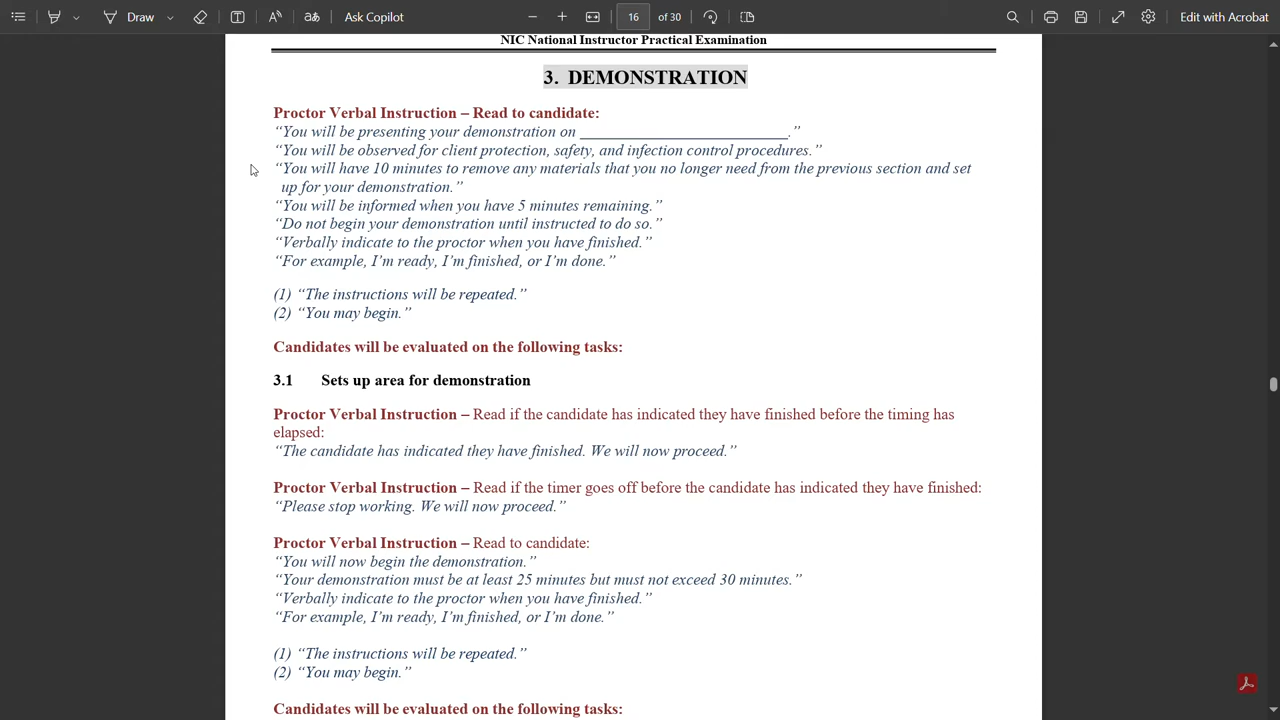 Draw
Ask Copilot
16 of 30
Edit with Acrobat
NIC National Instructor Practical Examination
3. DEMONSTRATION
Proctor Verbal Instruction – Read to candidate:
“You will be presenting your demonstration on __________________________.”
“You will be observed for client protection, safety, and infection control procedures.”
“You will have 10 minutes to remove any materials that you no longer need from the previous section and set
up for your demonstration.”
“You will be informed when you have 5 minutes remaining.”
“Do not begin your demonstration until instructed to do so.”
“Verbally indicate to the proctor when you have finished.”
“For example, I’m ready, I’m finished, or I’m done.”
(1) “The instructions will be repeated.”
(2) “You may begin.”
Candidates will be evaluated on the following tasks:
3.1 Sets up area for demonstration
Proctor Verbal Instruction – Read if the candidate has indicated they have finished before the timing has
elapsed:
“The candidate has indicated they have finished. We will now proceed.”
Proctor Verbal Instruction – Read if the timer goes off before the candidate has indicated they have finished:
“Please stop working. We will now proceed.”
Proctor Verbal Instruction – Read to candidate:
“You will now begin the demonstration.”
“Your demonstration must be at least 25 minutes but must not exceed 30 minutes.”
“Verbally indicate to the proctor when you have finished.”
“For example, I’m ready, I’m finished, or I’m done.”
(1) “The instructions will be repeated.”
(2) “You may begin.”
Candidates will be evaluated on the following tasks: